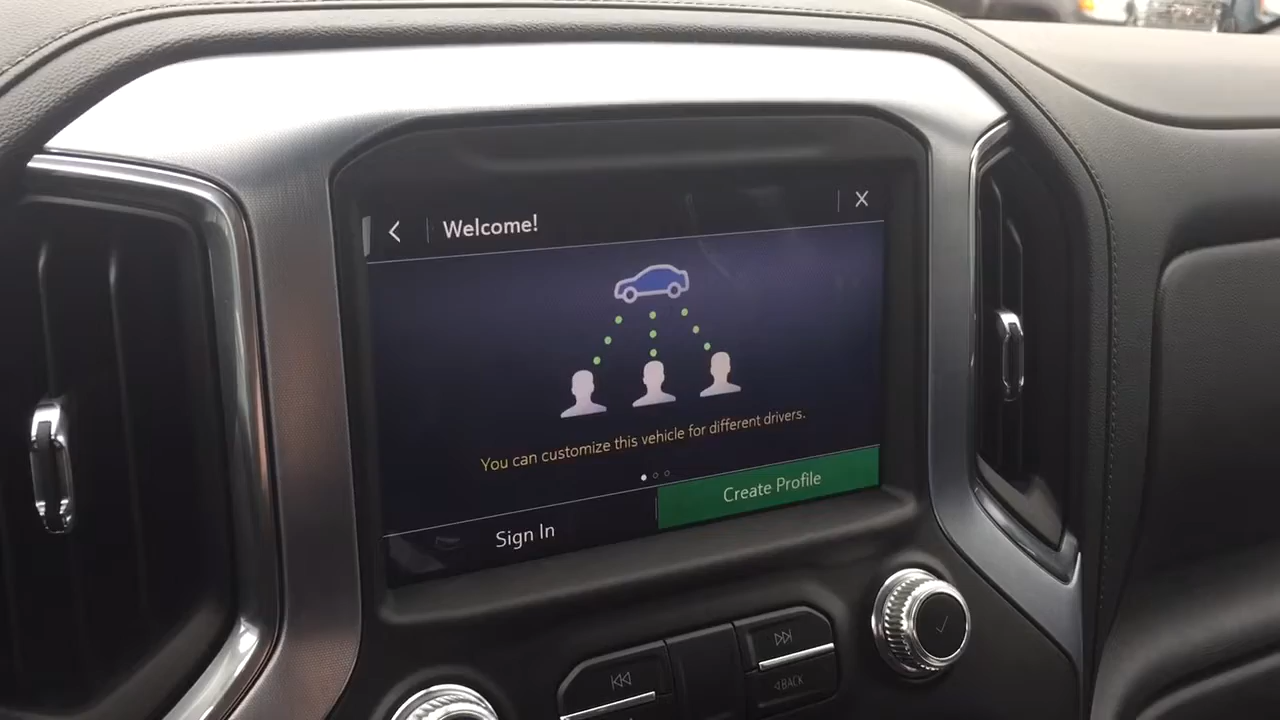 Welcome!
You can customize this vehicle for different drivers.
Sign In
Create Profile
BACK